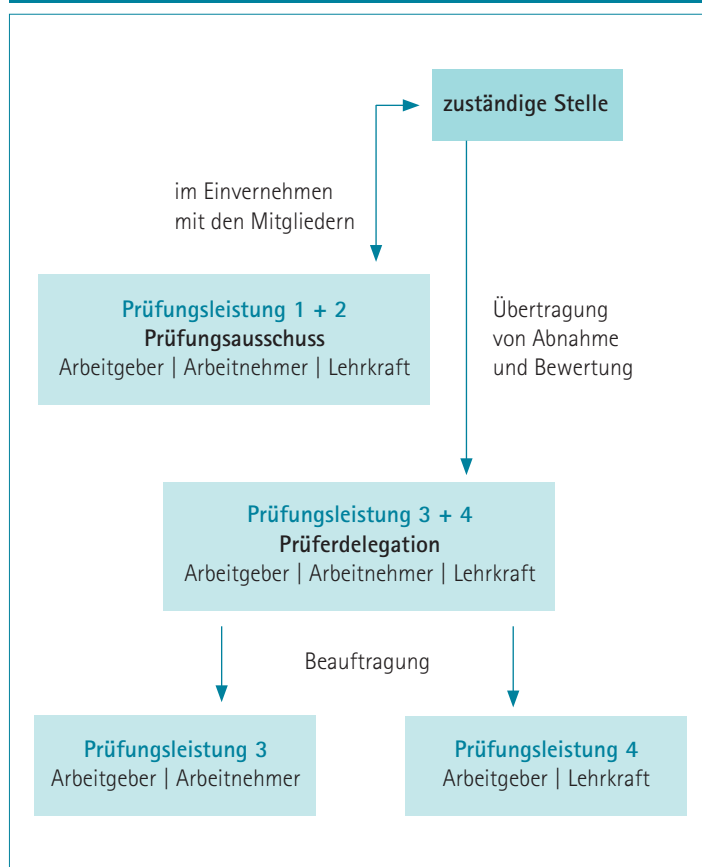 zuständige Stelle
im Einvernehmen
mit den Mitgliedern
Prüfungsleistung 1 + 2
Prüfungsausschuss
Arbeitgeber | Arbeitnehmer | Lehrkraft
Übertragung
von Abnahme
und Bewertung
Prüfungsleistung 3 + 4
Prüferdelegation
Arbeitgeber | Arbeitnehmer | Lehrkraft
Beauftragung
Prüfungsleistung 3
Arbeitgeber | Arbeitnehmer
Prüfungsleistung 4
Arbeitgeber | Lehrkraft